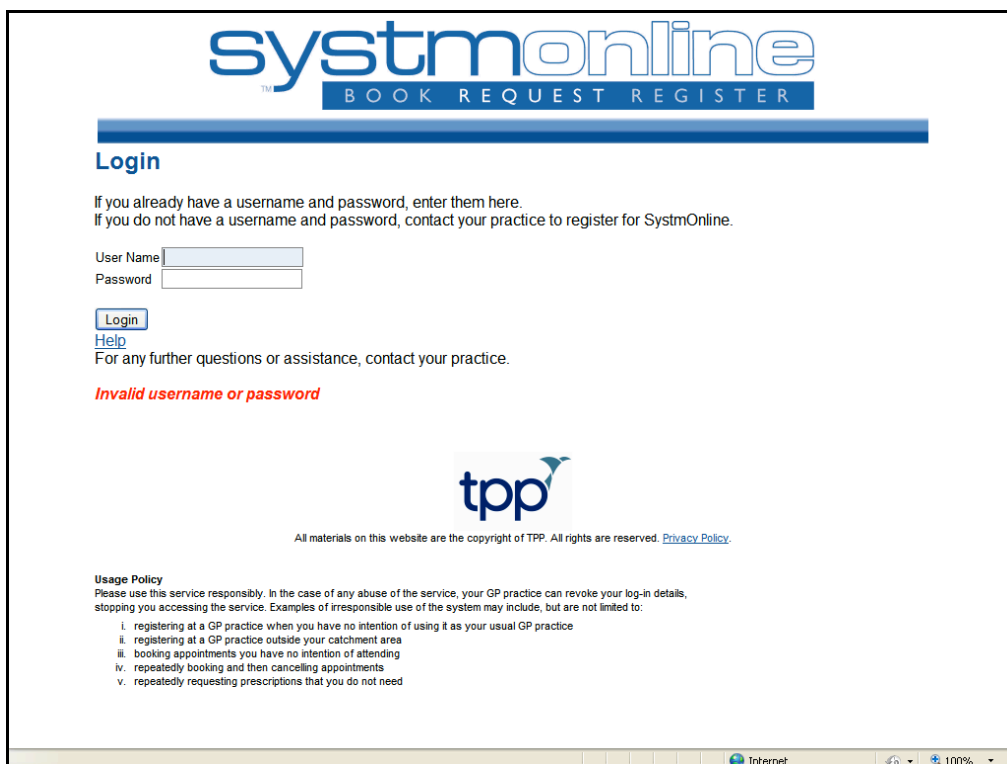 systmonline
TM
BOOK REQUEST REGISTER
Login
If you already have a username and password, enter them here.
If you do not have a username and password, contact your practice to register for SystmOnline.
User Name
Password
Login
Help
For any further questions or assistance, contact your practice.
Invalid username or password
tpp
All materials on this website are the copyright of TPP. All rights are reserved. Privacy Policy.
Usage Policy
Please use this service responsibly. In the case of any abuse of the service, your GP practice can revoke your log-in details,
stopping you accessing the service. Examples of irresponsible use of the system may include, but are not limited to:
i. registering at a GP practice when you have no intention of using it as your usual GP practice
ii. registering at a GP practice outside your catchment area
iii. booking appointments you have no intention of attending
iv. repeatedly booking and then cancelling appointments
v. repeatedly requesting prescriptions that you do not need
Internet 100%